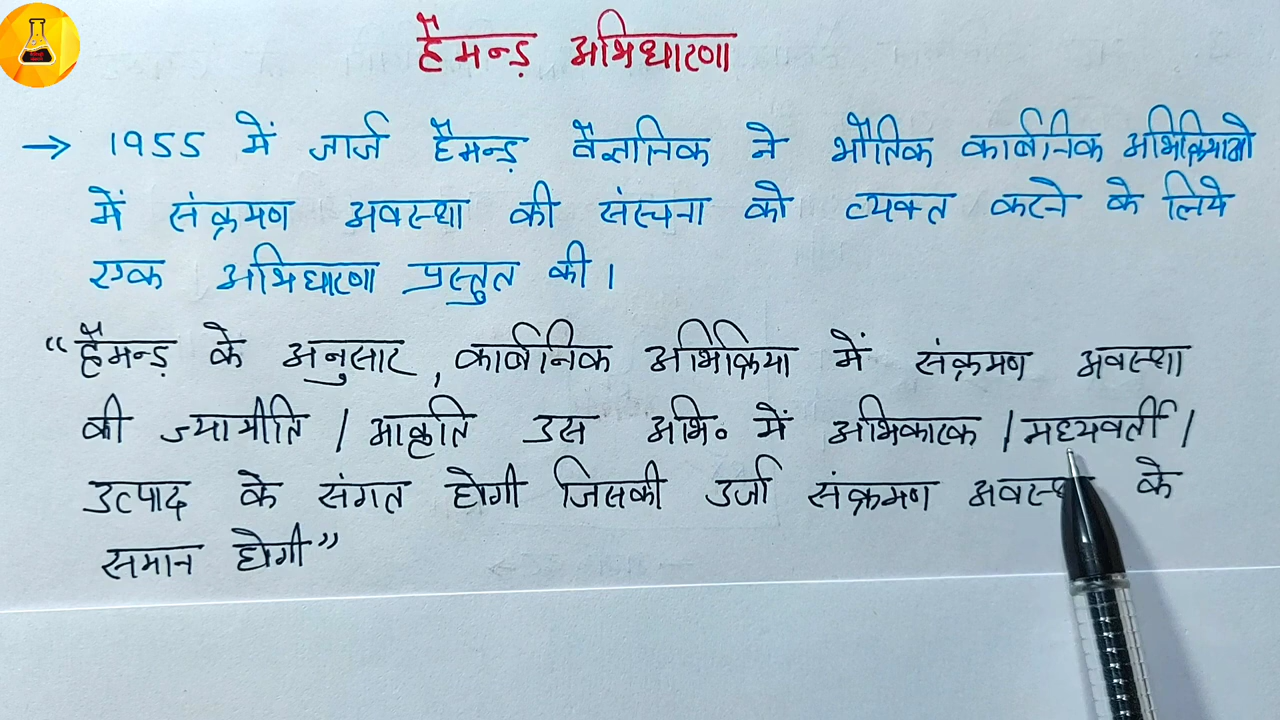 हैमन्ड़ अभिधारणा
→ 1955 में जार्ज हैमन्ड़ वैज्ञानिक ने भौतिक कार्बनिक अभिक्रियाओ
में संक्रमण अवस्था की संरचना को व्यक्त करने के लिये
एक अभिधारणा प्रस्तुत की।
“हैमन्ड़ के अनुसार, कार्बनिक अभिक्रिया में संक्रमण अवस्था
की ज्यामीति / आकृति उस अभि० में अभिकारक / मध्यवर्ती /
उत्पाद के संगत होगी जिसकी उर्जा संक्रमण अवस्था के
समान होगी”